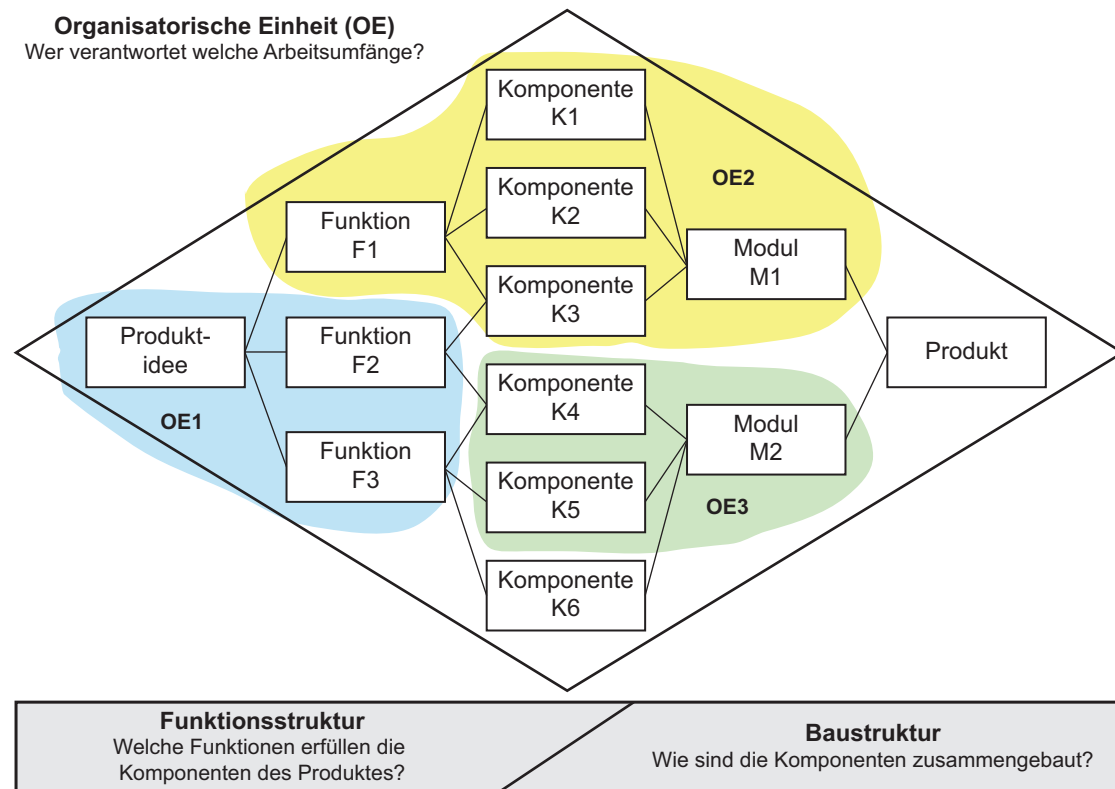 Organisatorische Einheit (OE)
Wer verantwortet welche Arbeitsumfänge?
Produkt-
idee
OE1
Funktion
F1
Funktion
F2
Funktion
F3
Komponente
K1
Komponente
K2
Komponente
K3
Komponente
K4
Komponente
K5
Komponente
K6
OE2
Modul
M1
Modul
M2
OE3
Produkt
Funktionsstruktur
Welche Funktionen erfüllen die
Komponenten des Produktes?
Baustruktur
Wie sind die Komponenten zusammengebaut?